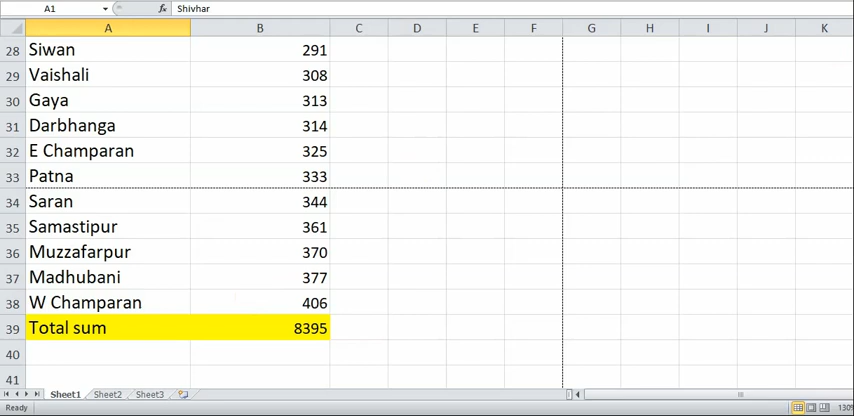 A1 fx Shivhar
A B C D E F G H I J K
28 Siwan 291
29 Vaishali 308
30 Gaya 313
31 Darbhanga 314
32 E Champaran 325
33 Patna 333
34 Saran 344
35 Samastipur 361
36 Muzzafarpur 370
37 Madhubani 377
38 W Champaran 406
39 Total sum 8395
40
41
Sheet1 Sheet2 Sheet3
Ready 130%